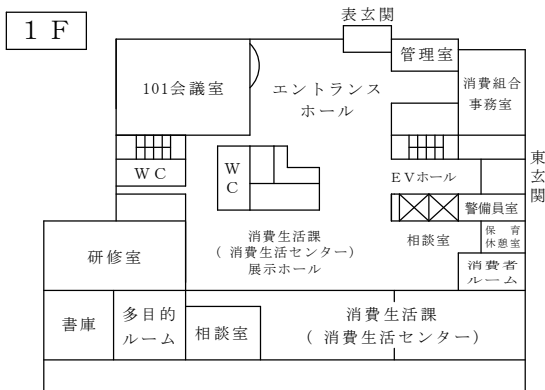 １Ｆ
表玄関
管理室
101会議室
エントランス
ホール
消費組合
事務室
WC
W
C
EVホール
東玄関
警備員室
消費生活課
( 消費生活センター)
展示ホール
相談室
保 育
休憩室
研修室
消費者
ルーム
書庫
多目的
ルーム
相談室
消費生活課
( 消費生活センター)